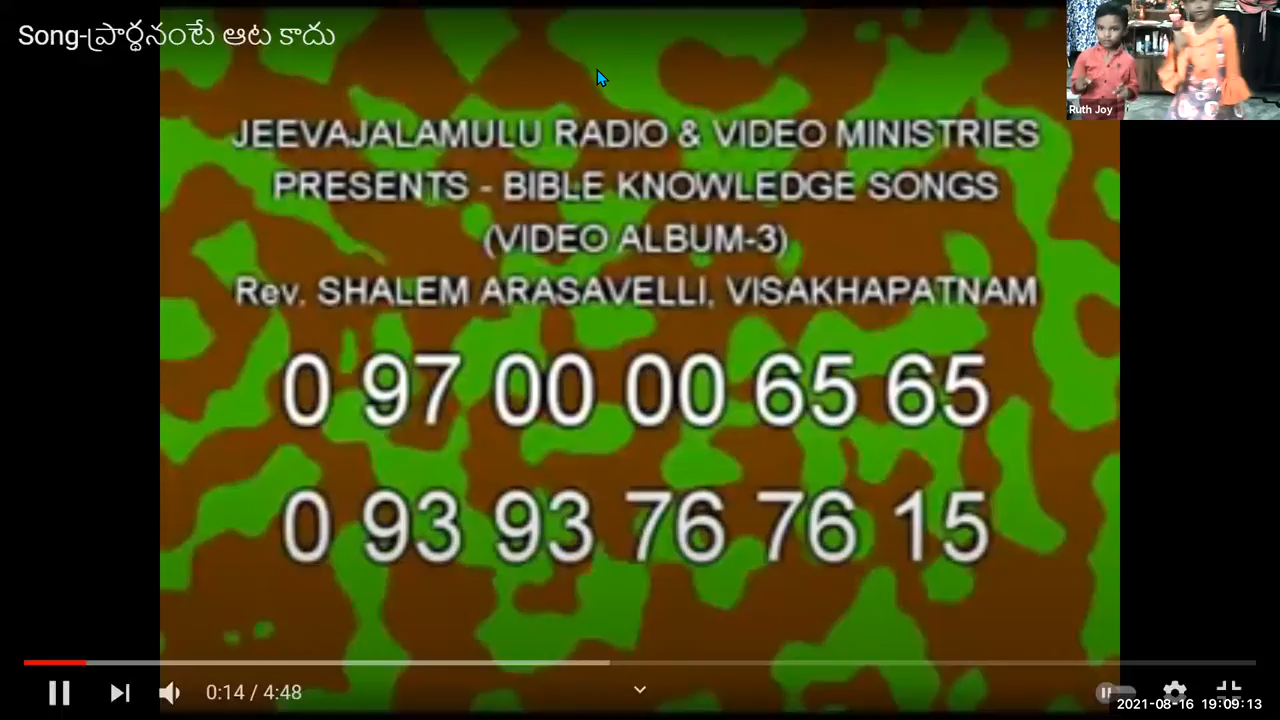 Song-ప్రార్థనంటే ఆట కాదు
Ruth Joy
JEEVAJALAMULU RADIO & VIDEO MINISTRIES
PRESENTS - BIBLE KNOWLEDGE SONGS
(VIDEO ALBUM-3)
Rev. SHALEM ARASAVELLI, VISAKHAPATNAM
0 97 00 00 65 65
0 93 93 76 76 15
0:14 / 4:48
2021-08-16 19:09:13